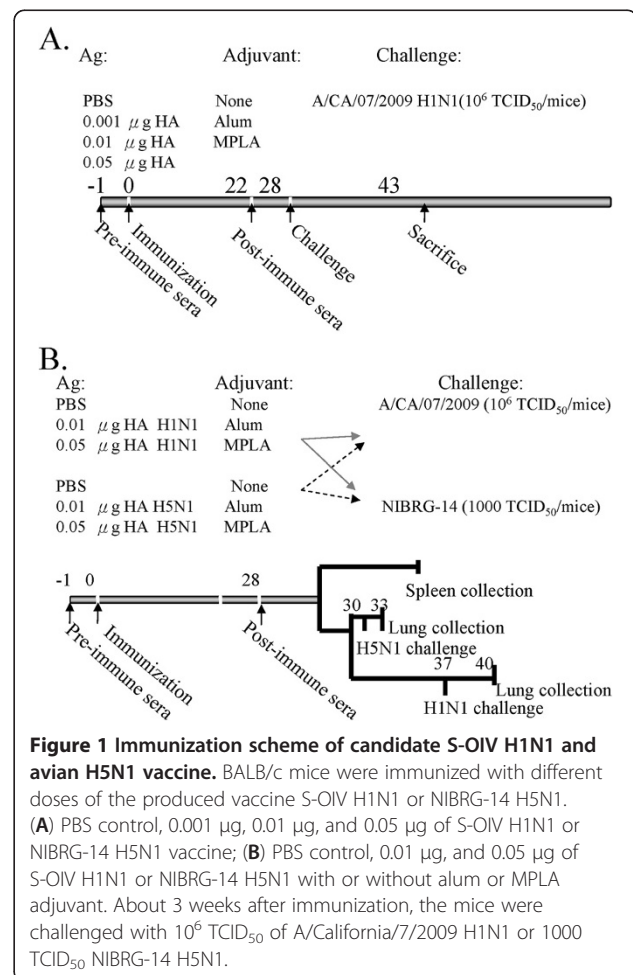 A.
Ag: Adjuvant: Challenge:
PBS None A/CA/07/2009 H1N1(10⁶ TCID₅₀/mice)
0.001 μg HA Alum
0.01 μg HA MPLA
0.05 μg HA
-1 0 22 28 43
Pre-immune sera
Immunization
Post-immune sera
Challenge
Sacrifice
B.
Ag: Adjuvant: Challenge:
PBS None A/CA/07/2009 (10⁶ TCID₅₀/mice)
0.01 μg HA H1N1 Alum
0.05 μg HA H1N1 MPLA
PBS None
0.01 μg HA H5N1 Alum NIBRG-14 (1000 TCID₅₀/mice)
0.05 μg HA H5N1 MPLA
-1 0 28
Spleen collection
30 33
Lung collection
H5N1 challenge
37 40
Lung collection
H1N1 challenge
Pre-immune sera
Immunization
Post-immune sera
Figure 1 Immunization scheme of candidate S-OIV H1N1 and
avian H5N1 vaccine. BALB/c mice were immunized with different
doses of the produced vaccine S-OIV H1N1 or NIBRG-14 H5N1.
(A) PBS control, 0.001 μg, 0.01 μg, and 0.05 μg of S-OIV H1N1 or
NIBRG-14 H5N1 vaccine; (B) PBS control, 0.01 μg, and 0.05 μg of
S-OIV H1N1 or NIBRG-14 H5N1 with or without alum or MPLA
adjuvant. About 3 weeks after immunization, the mice were
challenged with 10⁶ TCID₅₀ of A/California/7/2009 H1N1 or 1000
TCID₅₀ NIBRG-14 H5N1.